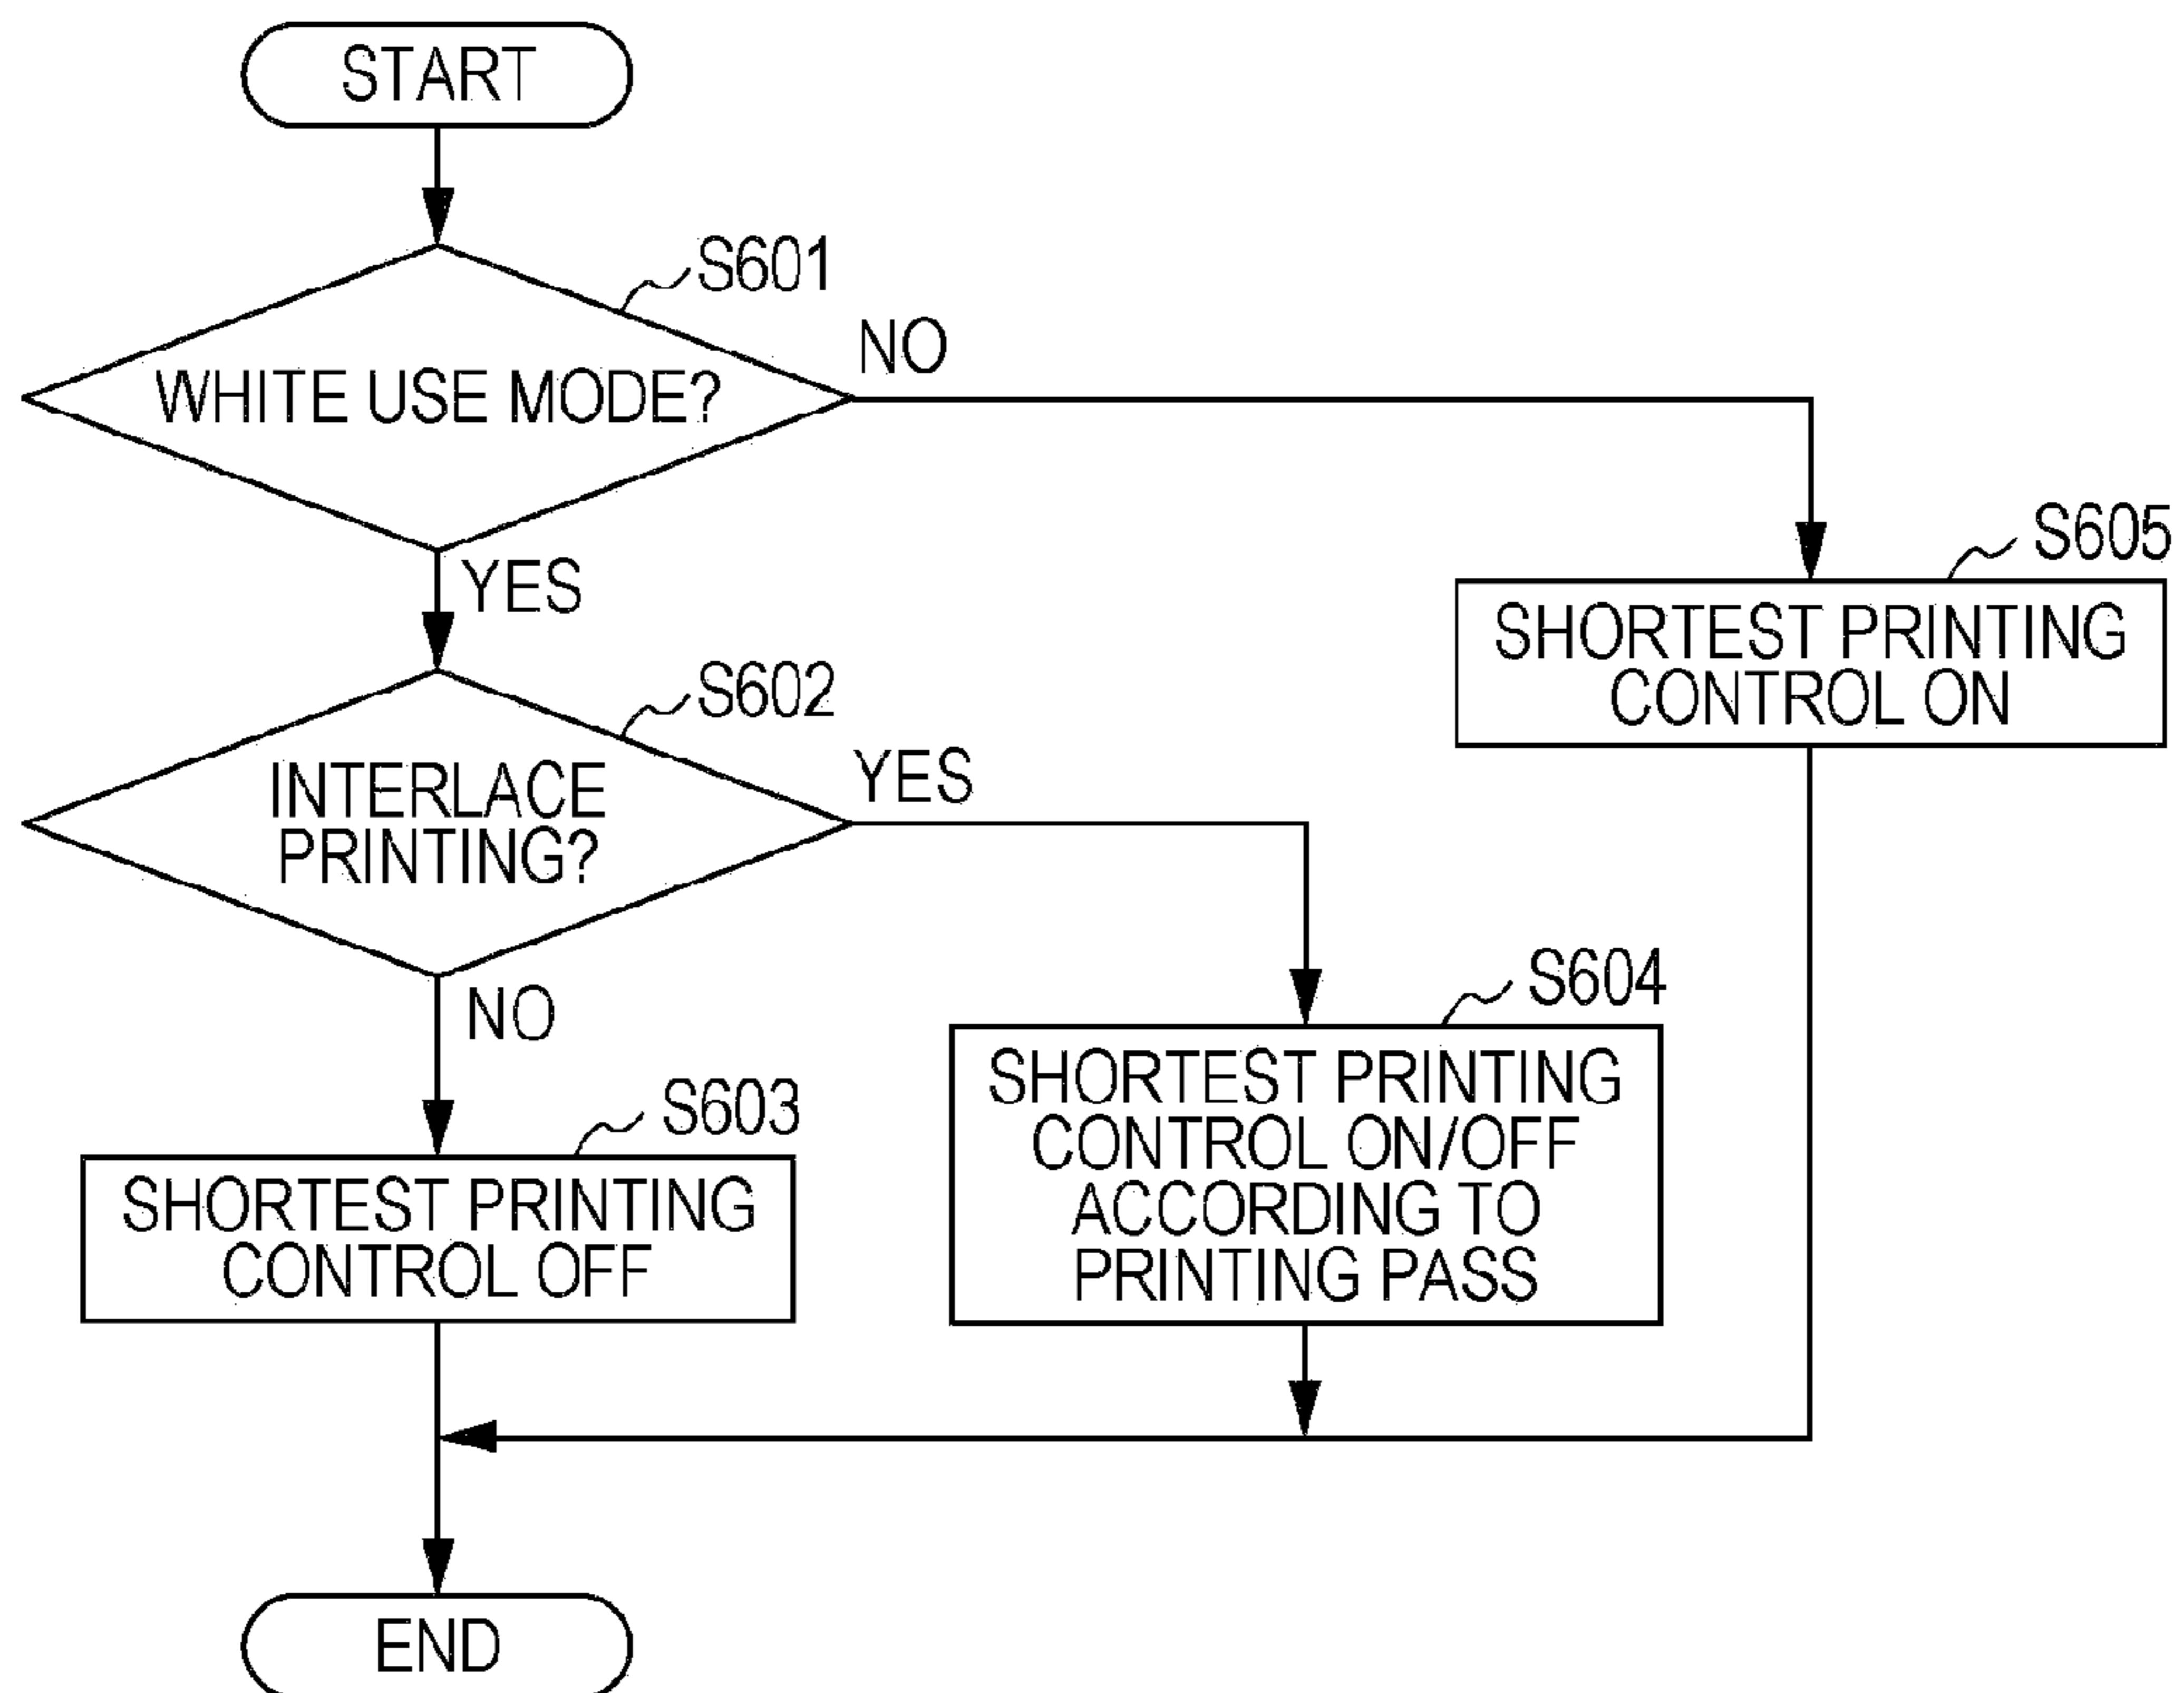 START
S601
WHITE USE MODE?
NO
YES
S605
SHORTEST PRINTING
CONTROL ON
S602
INTERLACE
PRINTING?
YES
NO
S604
SHORTEST PRINTING
CONTROL ON/OFF
ACCORDING TO
PRINTING PASS
S603
SHORTEST PRINTING
CONTROL OFF
END